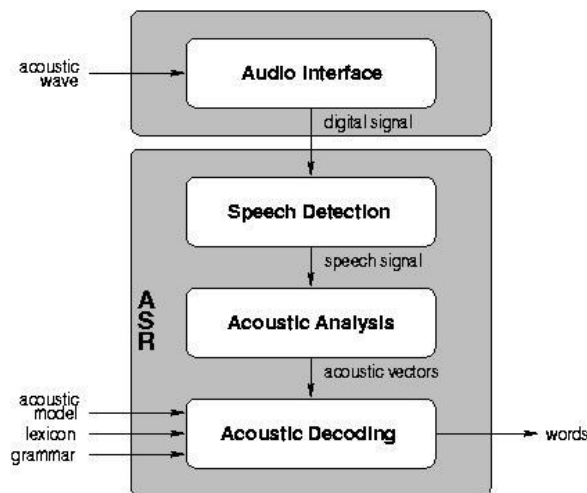 acoustic
wave
Audio Interface
digital signal
Speech Detection
speech signal
A
S
R
Acoustic Analysis
acoustic vectors
acoustic
model
lexicon
grammar
Acoustic Decoding
words